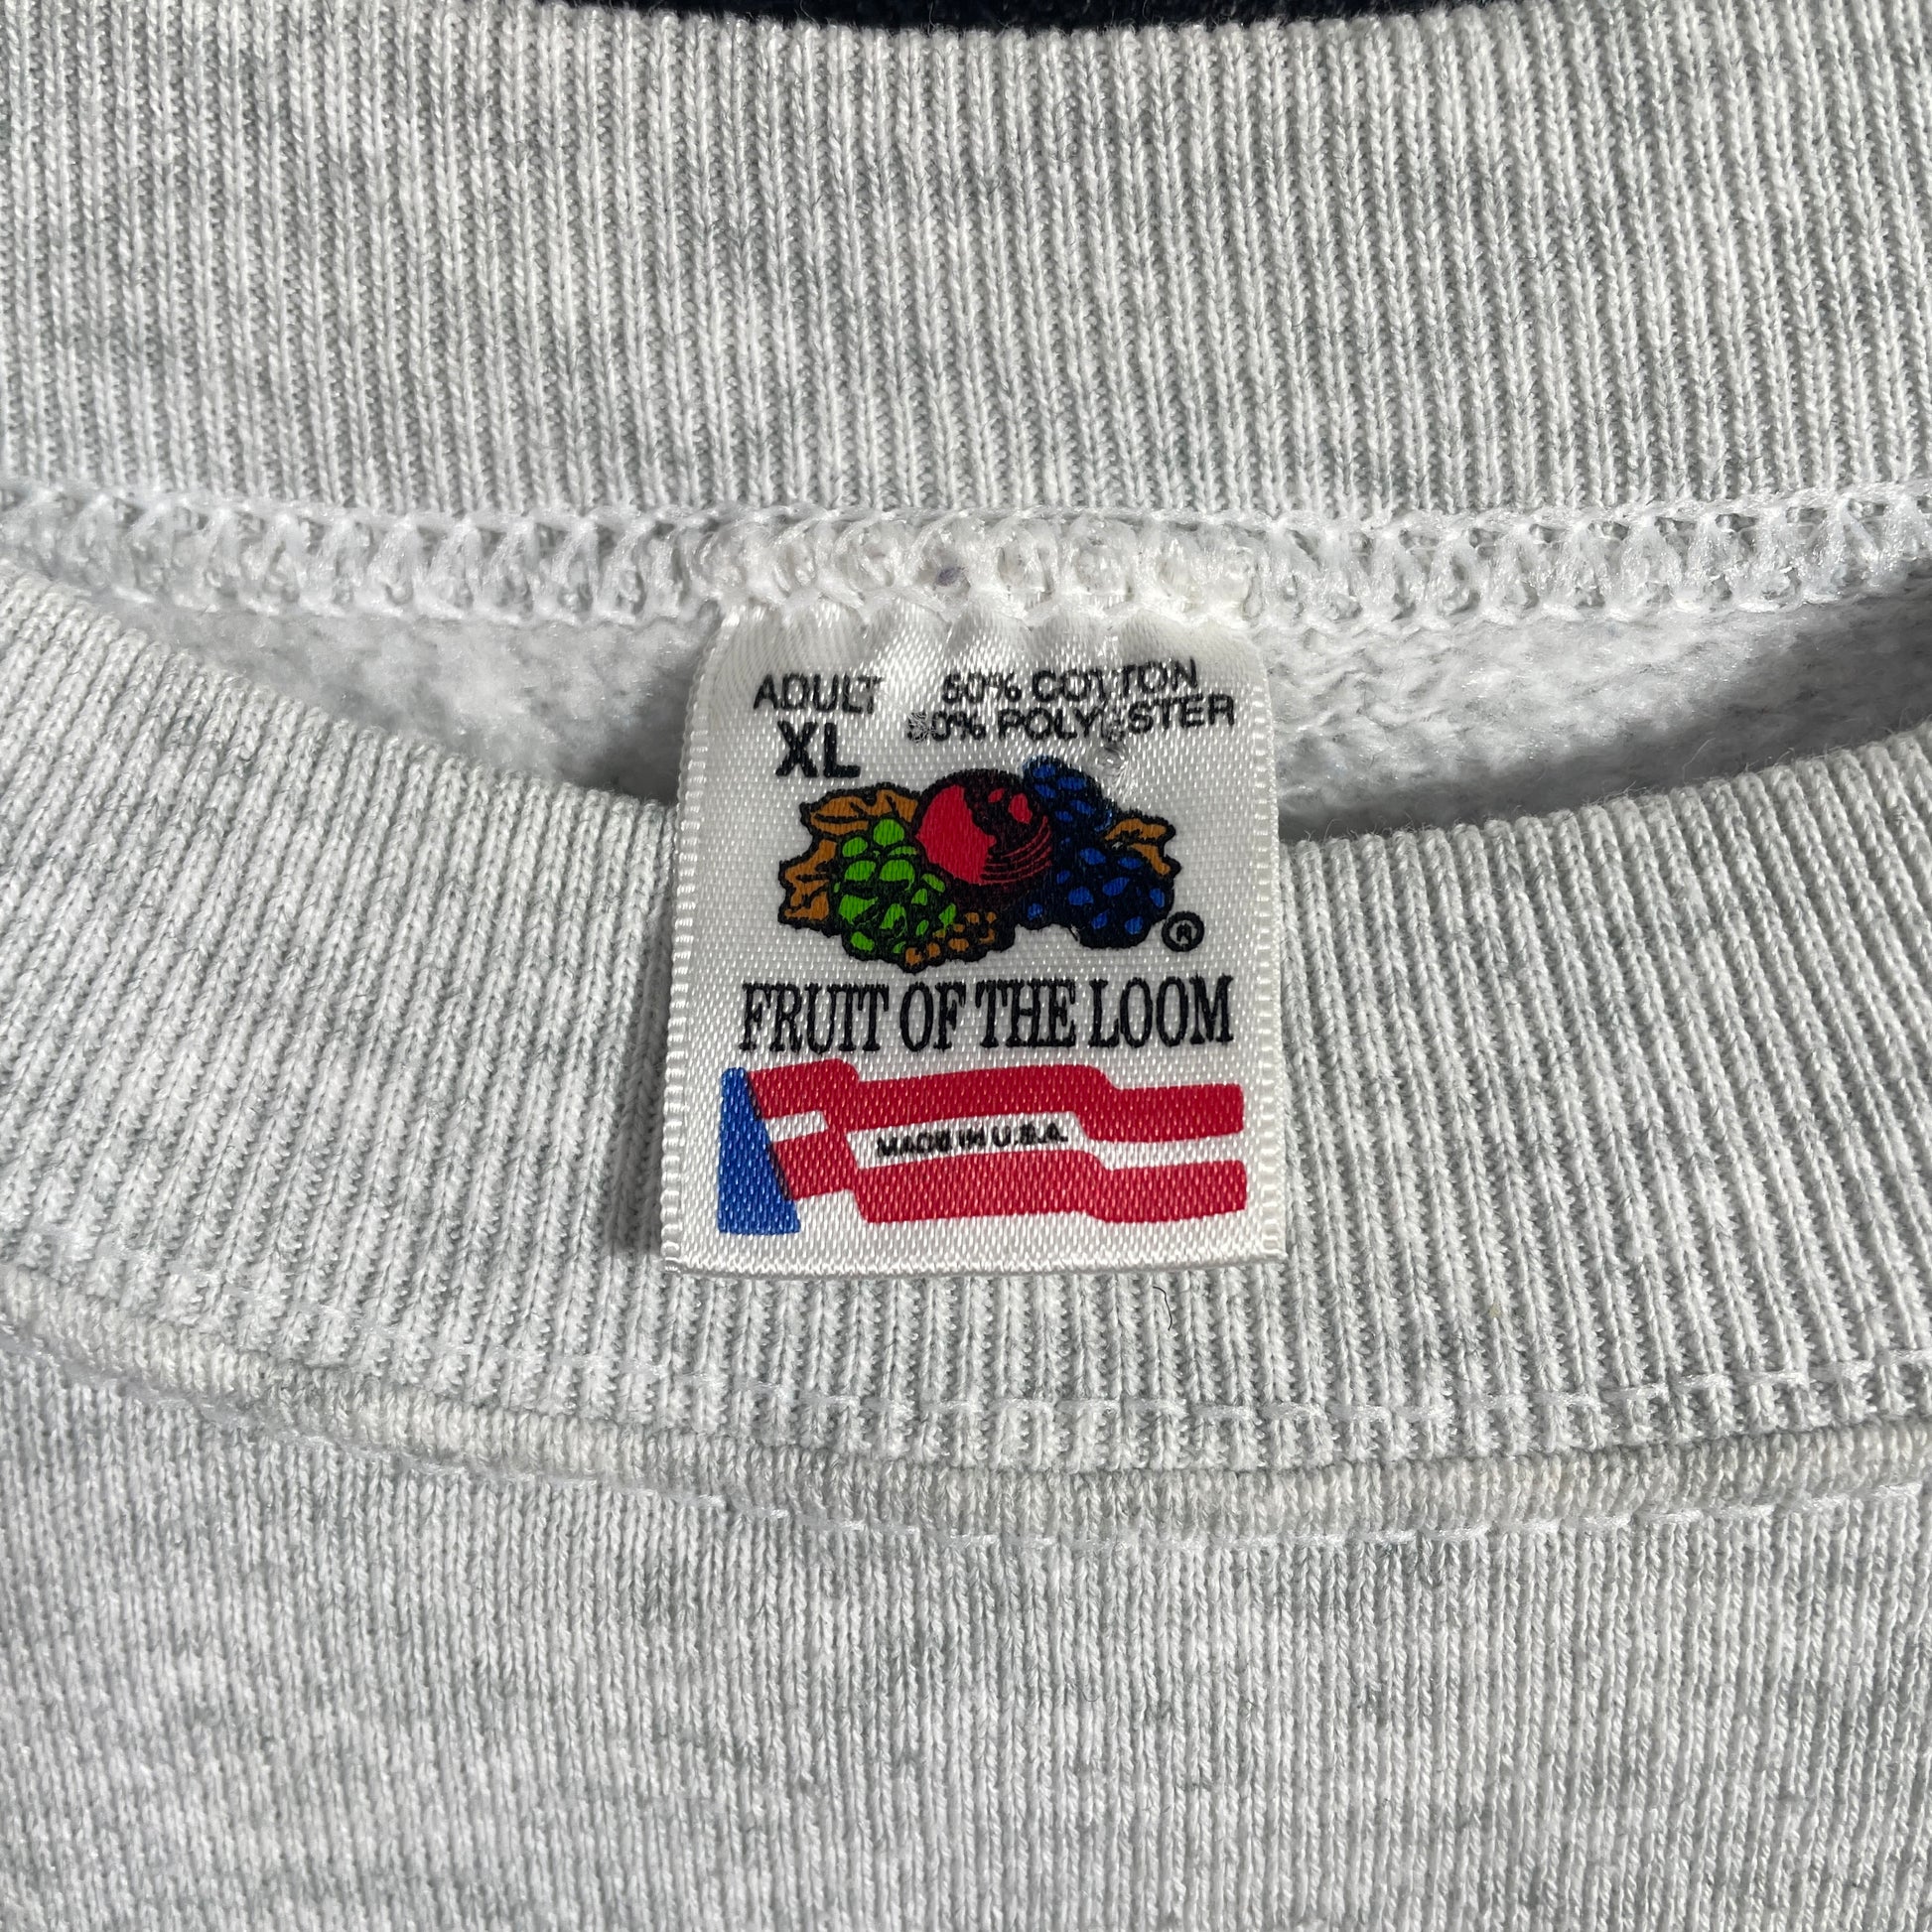 ADULT
XL
50% COTTON
50% POLYESTER
®
FRUIT OF THE LOOM
MADE IN U.S.A.